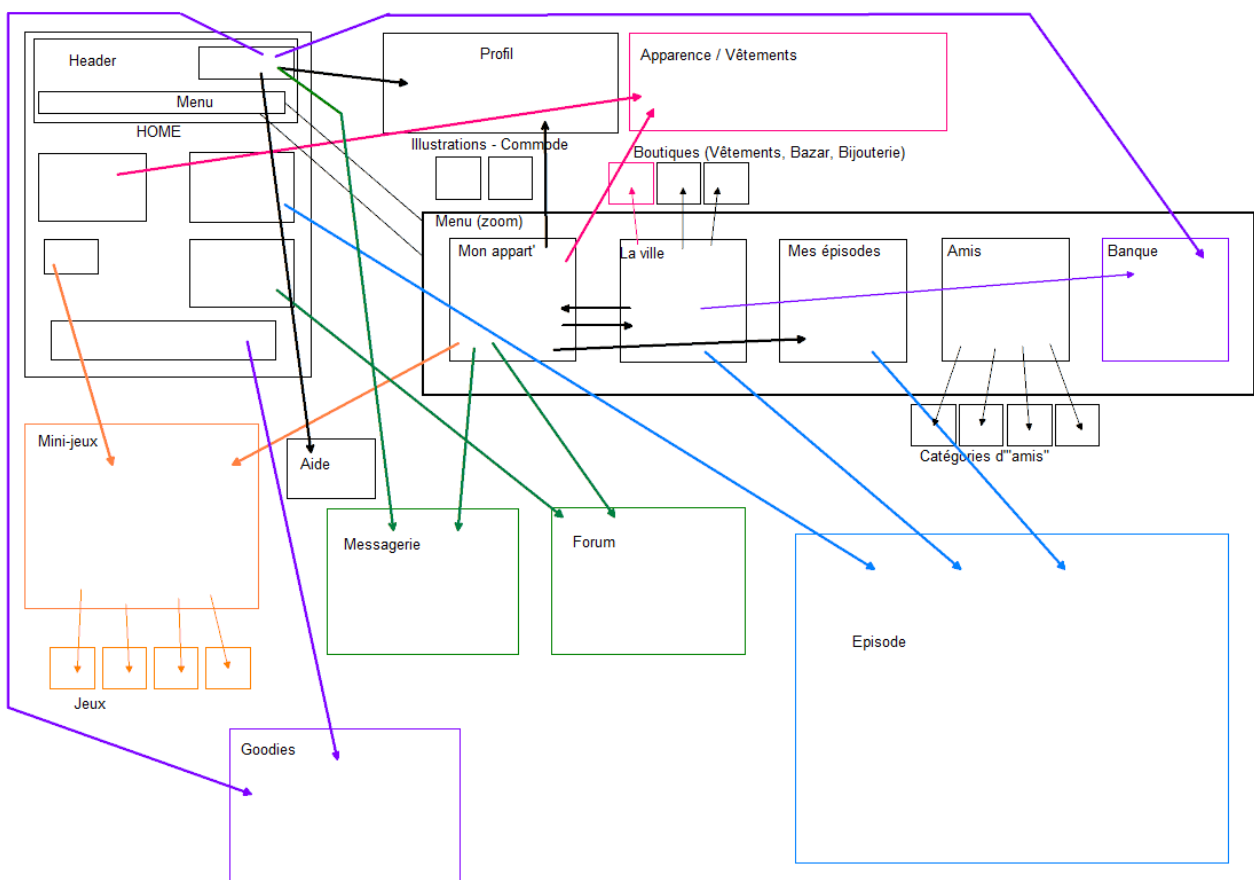 Header
Menu
HOME
Profil
Apparence / Vêtements
Illustrations - Commode
Boutiques (Vêtements, Bazar, Bijouterie)
Menu (zoom)
Mon appart'
La ville
Mes épisodes
Amis
Banque
Catégories d'"amis"
Mini-jeux
Aide
Messagerie
Forum
Episode
Jeux
Goodies